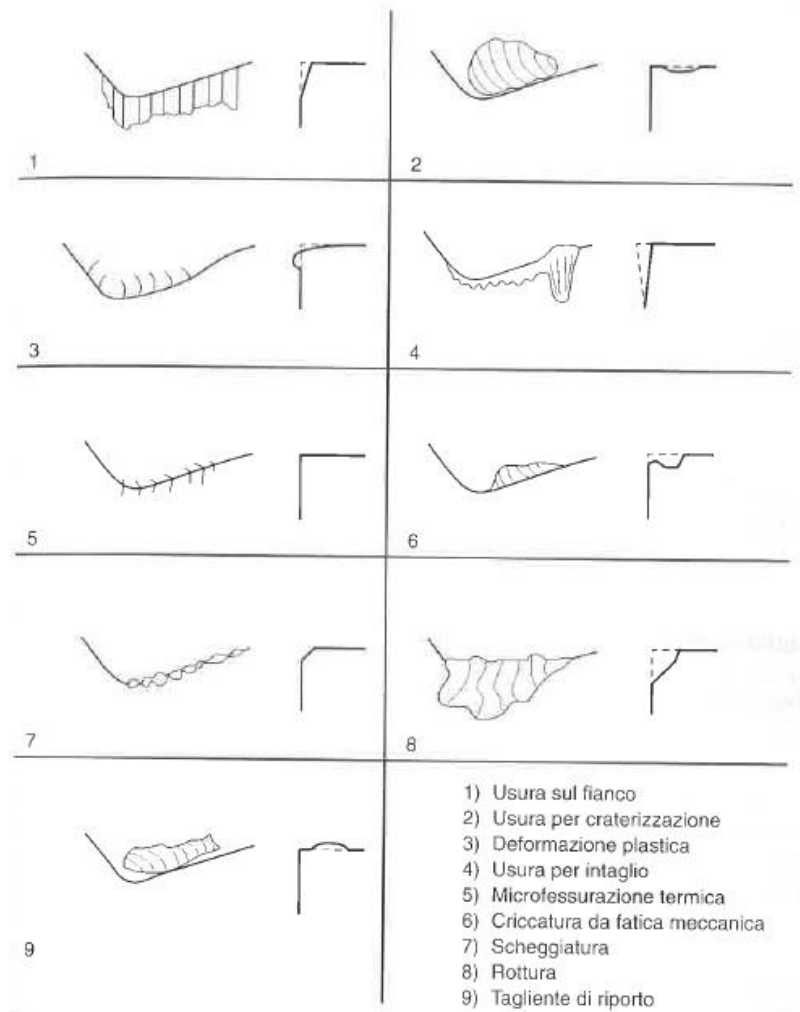 1
2
3
4
5
6
7
8
9
1) Usura sul fianco
2) Usura per craterizzazione
3) Deformazione plastica
4) Usura per intaglio
5) Microfessurazione termica
6) Criccatura da fatica meccanica
7) Scheggiatura
8) Rottura
9) Tagliente di riporto